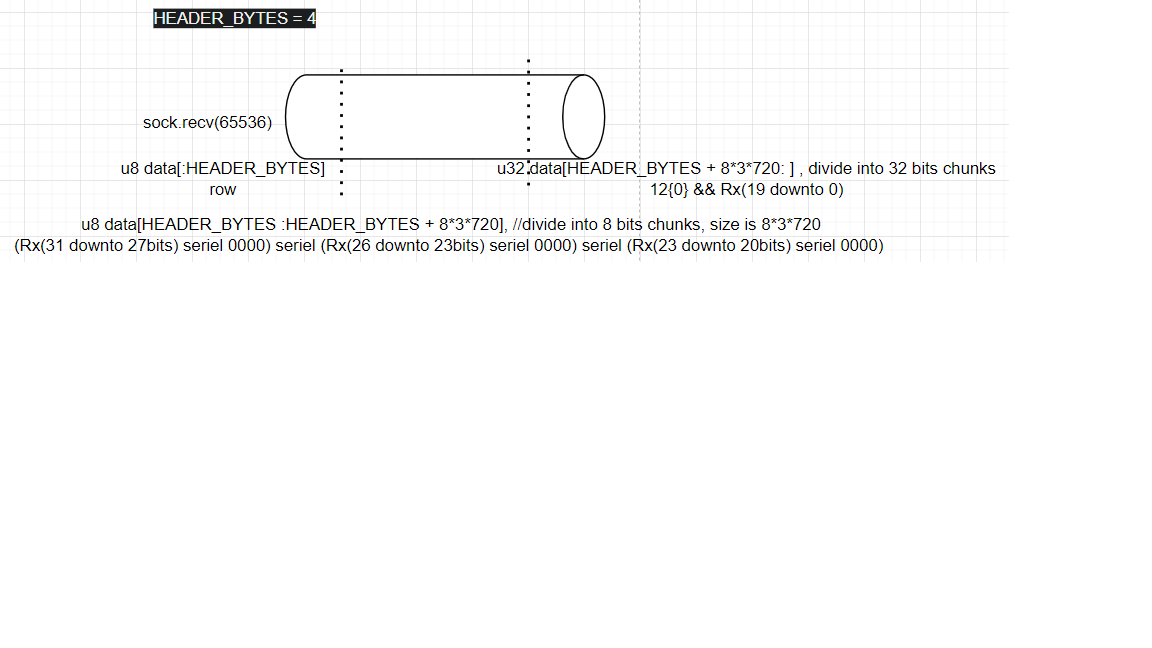 HEADER_BYTES = 4
sock.recv(65536)
u8 data[:HEADER_BYTES]
row
u32 data[HEADER_BYTES + 8*3*720: ] , divide into 32 bits chunks
12{0} && Rx(19 downto 0)
u8 data[HEADER_BYTES :HEADER_BYTES + 8*3*720], //divide into 8 bits chunks, size is 8*3*720
(Rx(31 downto 27bits) seriel 0000) seriel (Rx(26 downto 23bits) seriel 0000) seriel (Rx(23 downto 20bits) seriel 0000)